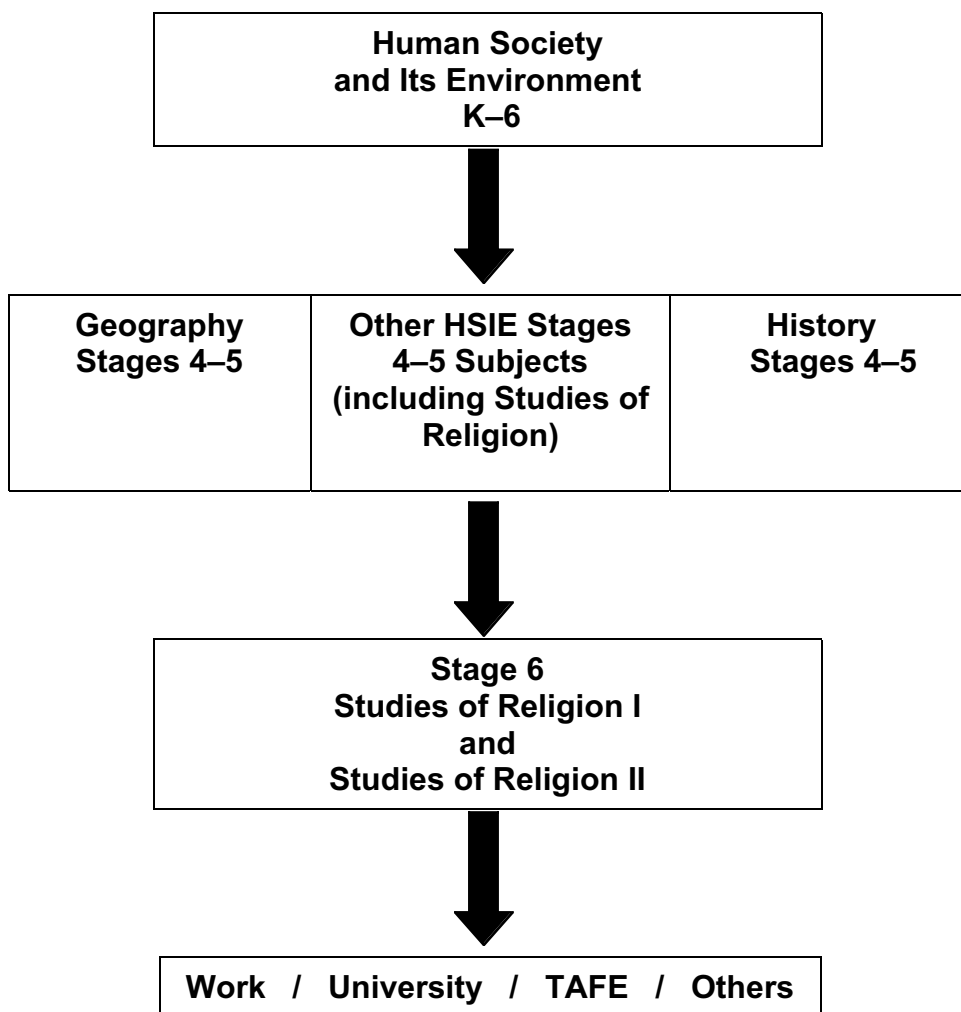 Human Society
and Its Environment
K–6
Geography
Stages 4–5
Other HSIE Stages
4–5 Subjects
(including Studies of
Religion)
History
Stages 4–5
Stage 6
Studies of Religion I
and
Studies of Religion II
Work / University / TAFE / Others